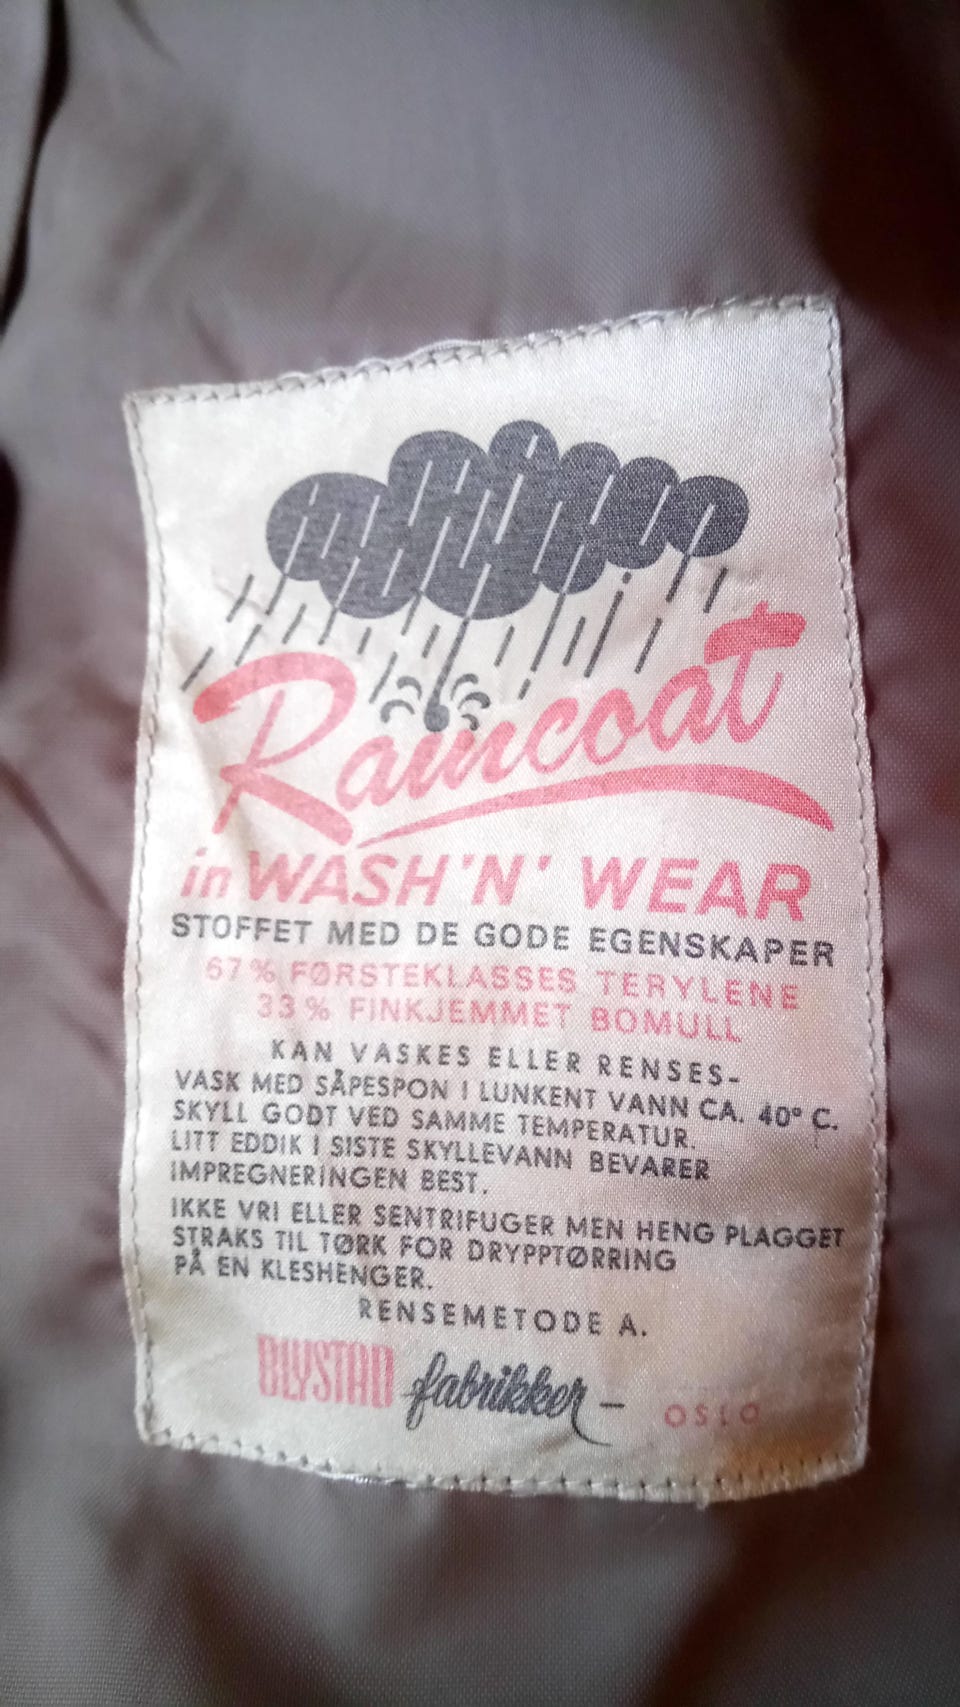 Raincoat
in WASH'N' WEAR
STOFFET MED DE GODE EGENSKAPER
67% FØRSTEKLASSES TERYLENE
33% FINKJEMMET BOMULL
KAN VASKES ELLER RENSES-
VASK MED SÅPESPON I LUNKENT VANN CA. 40° C.
SKYLL GODT VED SAMME TEMPERATUR.
LITT EDDIK I SISTE SKYLLEVANN BEVARER
IMPREGNERINGEN BEST.
IKKE VRI ELLER SENTRIFUGER MEN HENG PLAGGET
STRAKS TIL TØRK FOR DRYPPTØRRING
PÅ EN KLESHENGER.
RENSEMETODE A.
BLYSTAD fabrikker – OSLO